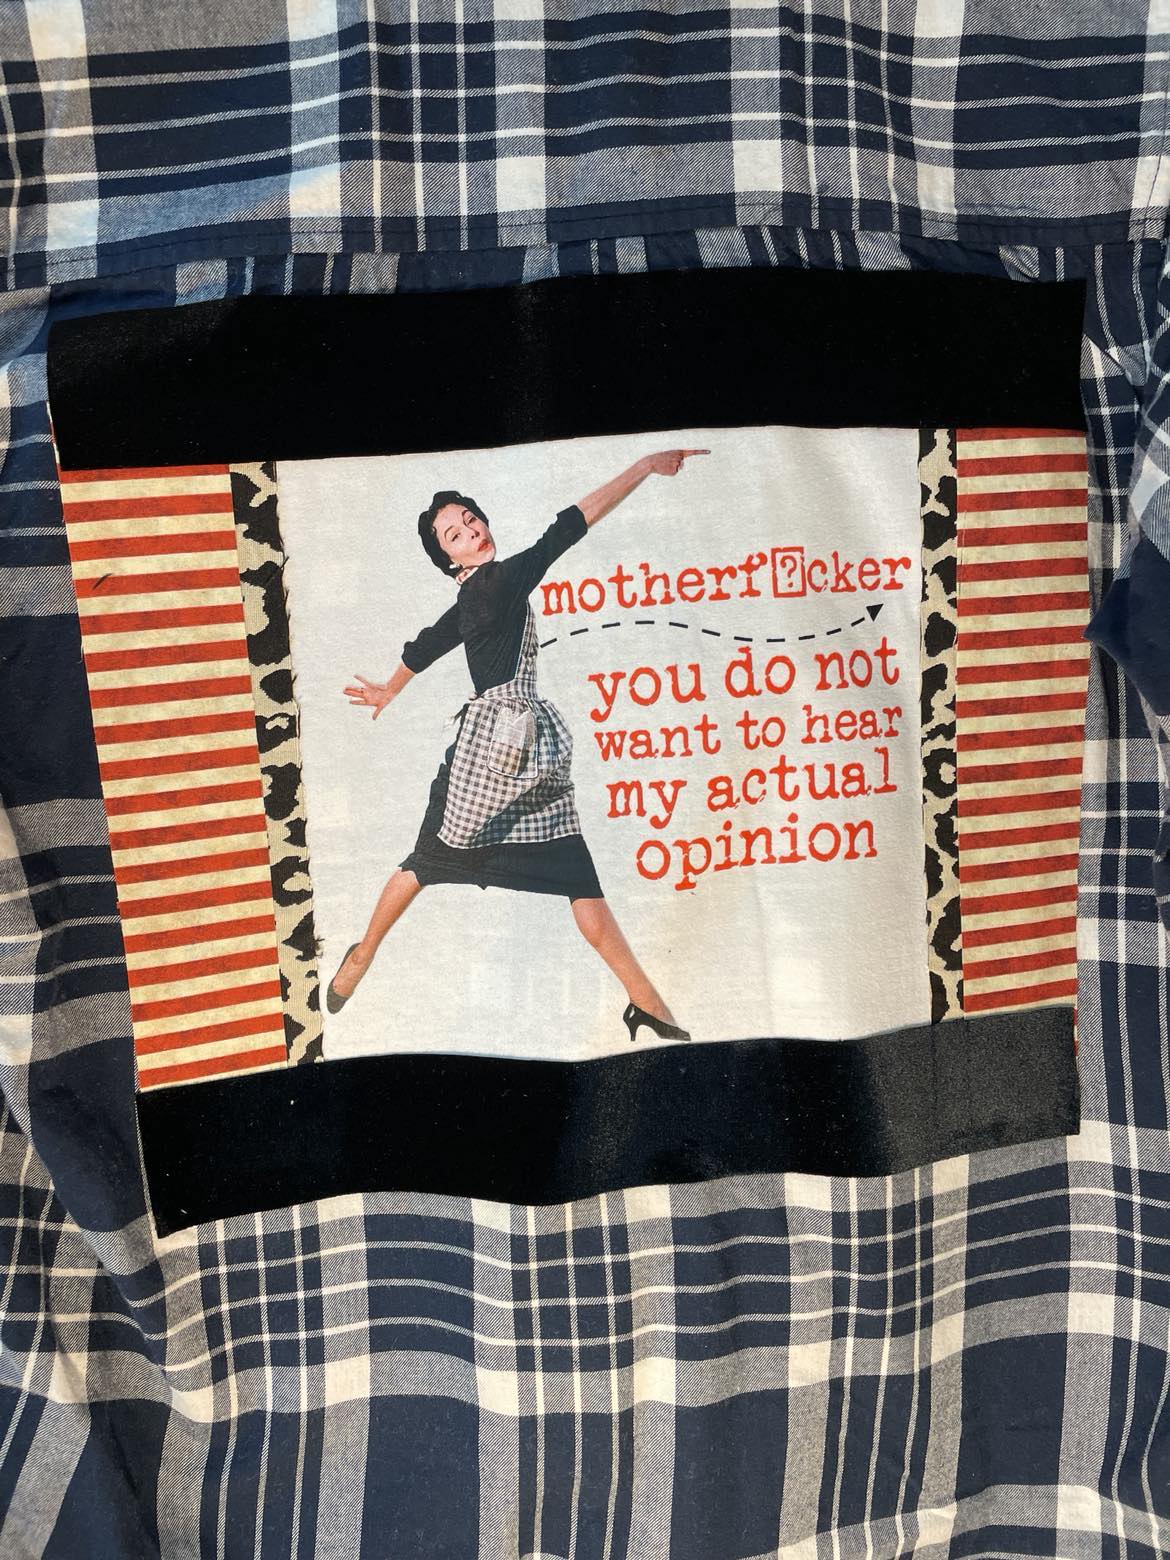 motherf⍰cker
you do not
want to hear
my actual
opinion